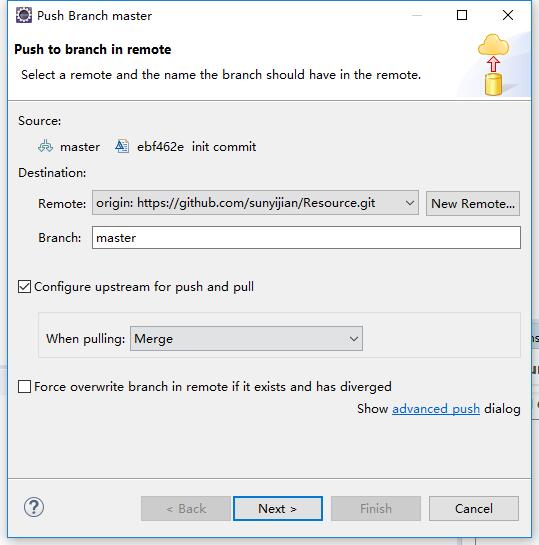 Push Branch master
Push to branch in remote
Select a remote and the name the branch should have in the remote.
Source:
master ebf462e init commit
Destination:
Remote: origin: https://github.com/sunyijian/Resource.git New Remote...
Branch: master
Configure upstream for push and pull
When pulling: Merge
Force overwrite branch in remote if it exists and has diverged
Show advanced push dialog
? < Back Next > Finish Cancel